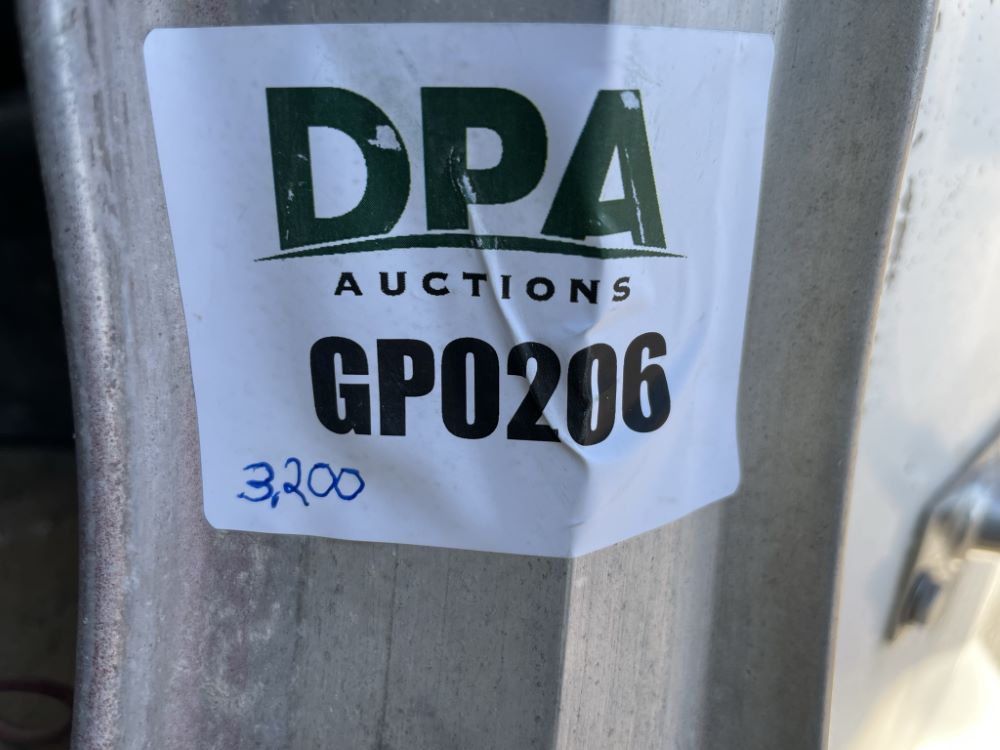 DPA
AUCTIONS
GP0206
3,200